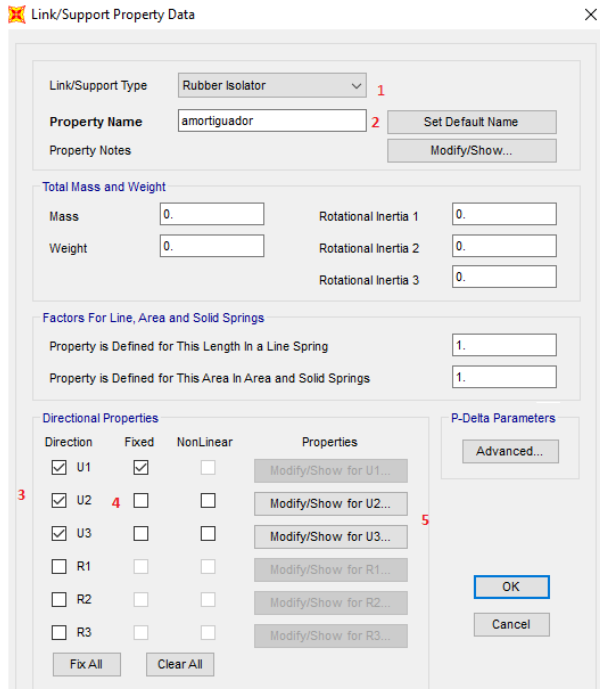 Link/Support Property Data
Link/Support Type Rubber Isolator 1
Property Name amortiguador 2 Set Default Name
Property Notes Modify/Show...
Total Mass and Weight
Mass 0. Rotational Inertia 1 0.
Weight 0. Rotational Inertia 2 0.
Rotational Inertia 3 0.
Factors For Line, Area and Solid Springs
Property is Defined for This Length In a Line Spring 1.
Property is Defined for This Area In Area and Solid Springs 1.
Directional Properties P-Delta Parameters
Direction Fixed NonLinear Properties Advanced...
U1 Modify/Show for U1...
3 U2 4 Modify/Show for U2...
U3 Modify/Show for U3... 5
R1 Modify/Show for R1...
R2 Modify/Show for R2... OK
R3 Modify/Show for R3... Cancel
Fix All Clear All